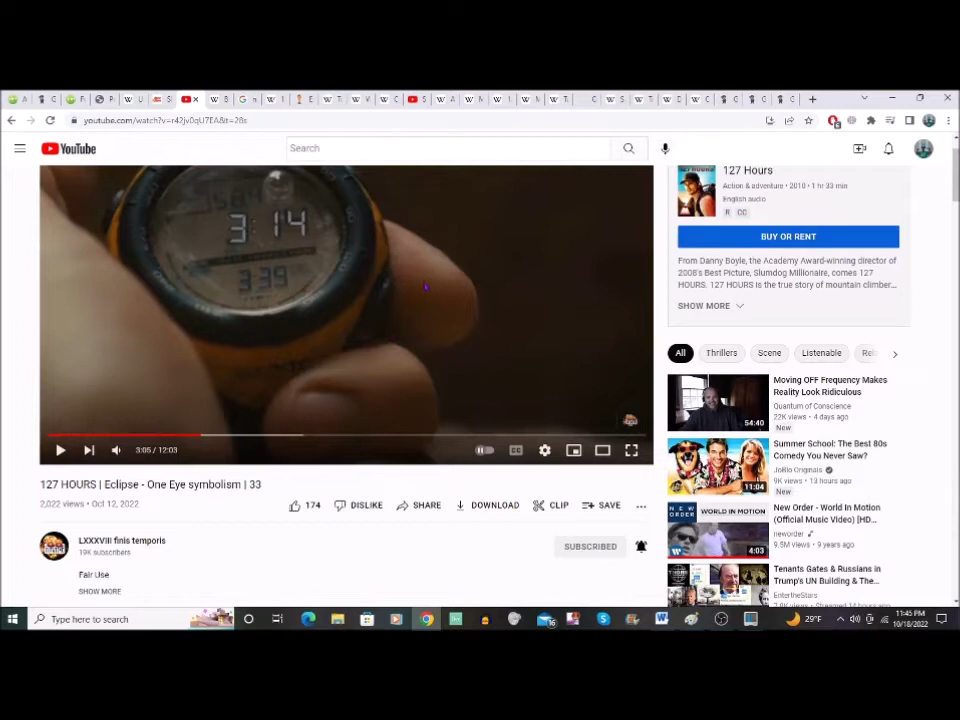 youtube.com/watch?v=r42jv0qU7EA&t=28s
YouTube
Search
3:14
3:39
3:05 / 12:03
127 HOURS | Eclipse - One Eye symbolism | 33
2,022 views • Oct 12, 2022
174
DISLIKE
SHARE
DOWNLOAD
CLIP
SAVE
LXXXVIII finis temporis
19K subscribers
SUBSCRIBED
Fair Use
SHOW MORE
127 Hours
Action & adventure • 2010 • 1 hr 33 min
English audio
R CC
BUY OR RENT
From Danny Boyle, the Academy Award-winning director of
2008's Best Picture, Slumdog Millionaire, comes 127
HOURS. 127 HOURS is the true story of mountain climber...
SHOW MORE
All
Thrillers
Scene
Listenable
Moving OFF Frequency Makes
Reality Look Ridiculous
Quantum of Conscience
22K views • 4 days ago
New
54:40
Summer School: The Best 80s
Comedy You Never Saw?
JoBlo Originals
9K views • 13 hours ago
New
11:04
NEW ORDER
WORLD IN MOTION
New Order - World In Motion
(Official Music Video) [HD...
neworder
9.5M views • 9 years ago
4:03
Tenants Gates & Russians in
Trump's UN Building & The...
EntertheStars
Type here to search
16
29°F
11:45 PM
10/18/2022